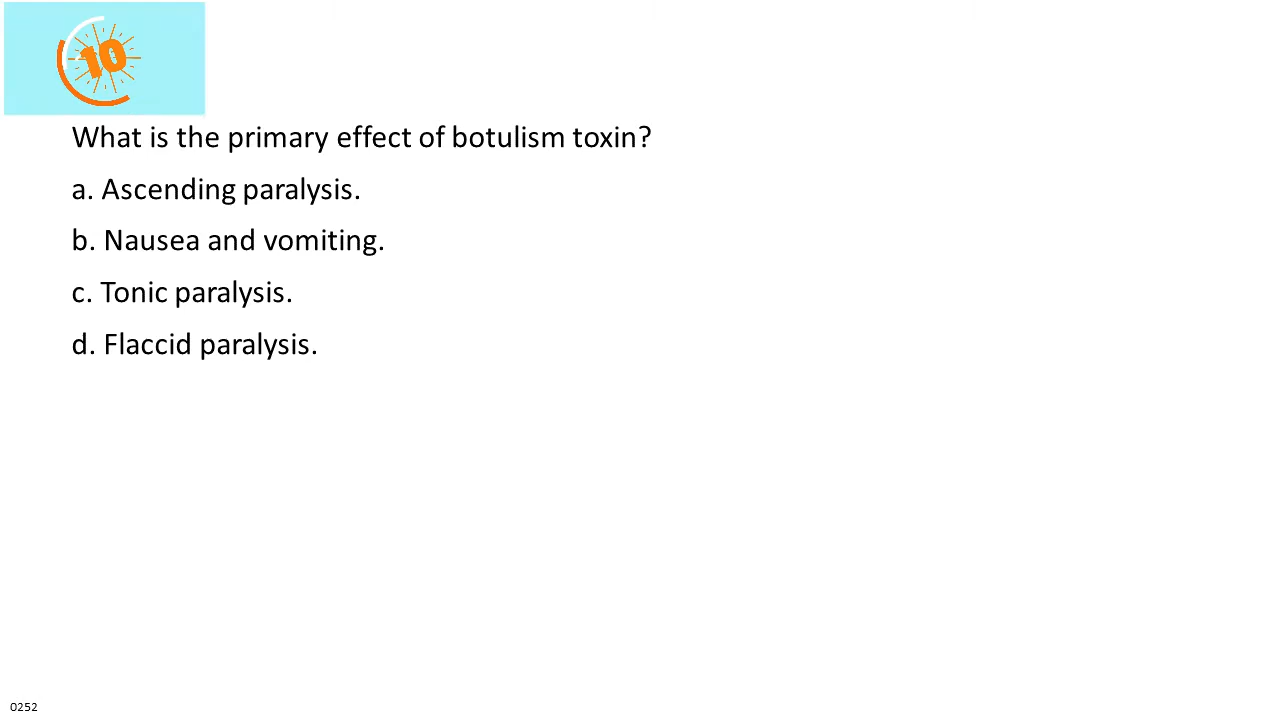 10
What is the primary effect of botulism toxin?
a. Ascending paralysis.
b. Nausea and vomiting.
c. Tonic paralysis.
d. Flaccid paralysis.
0252